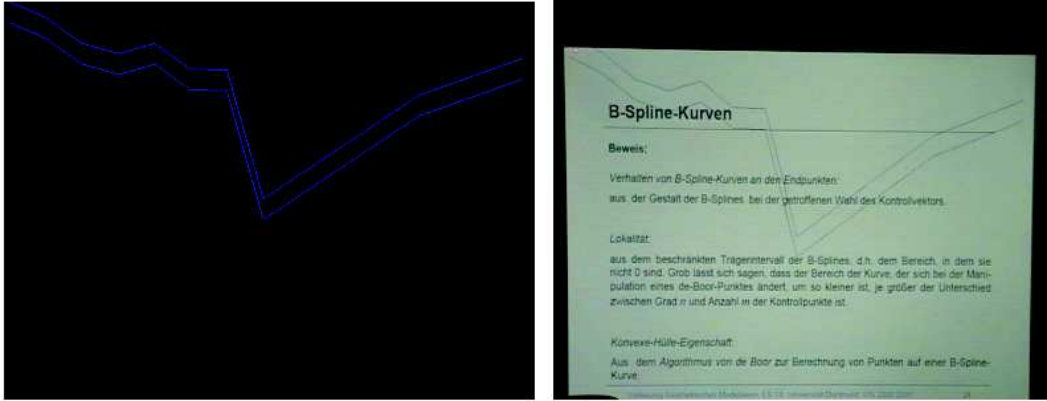 B-Spline-Kurven
Beweis:
Verhalten von B-Spline-Kurven an den Endpunkten:
aus der Gestalt der B-Splines bei der getroffenen Wahl des Kontrollvektors.
Lokalität:
aus dem beschränkten Trägerintervall der B-Splines, d.h. dem Bereich, in dem sie
nicht 0 sind. Grob lässt sich sagen, dass der Bereich der Kurve, der sich bei der Mani-
pulation eines de-Boor-Punktes ändert, um so kleiner ist, je größer der Unterschied
zwischen Grad n und Anzahl m der Kontrollpunkte ist.
Konvexe-Hülle-Eigenschaft:
Aus dem Algorithmus von de Boor zur Berechnung von Punkten auf einer B-Spline-
Kurve.